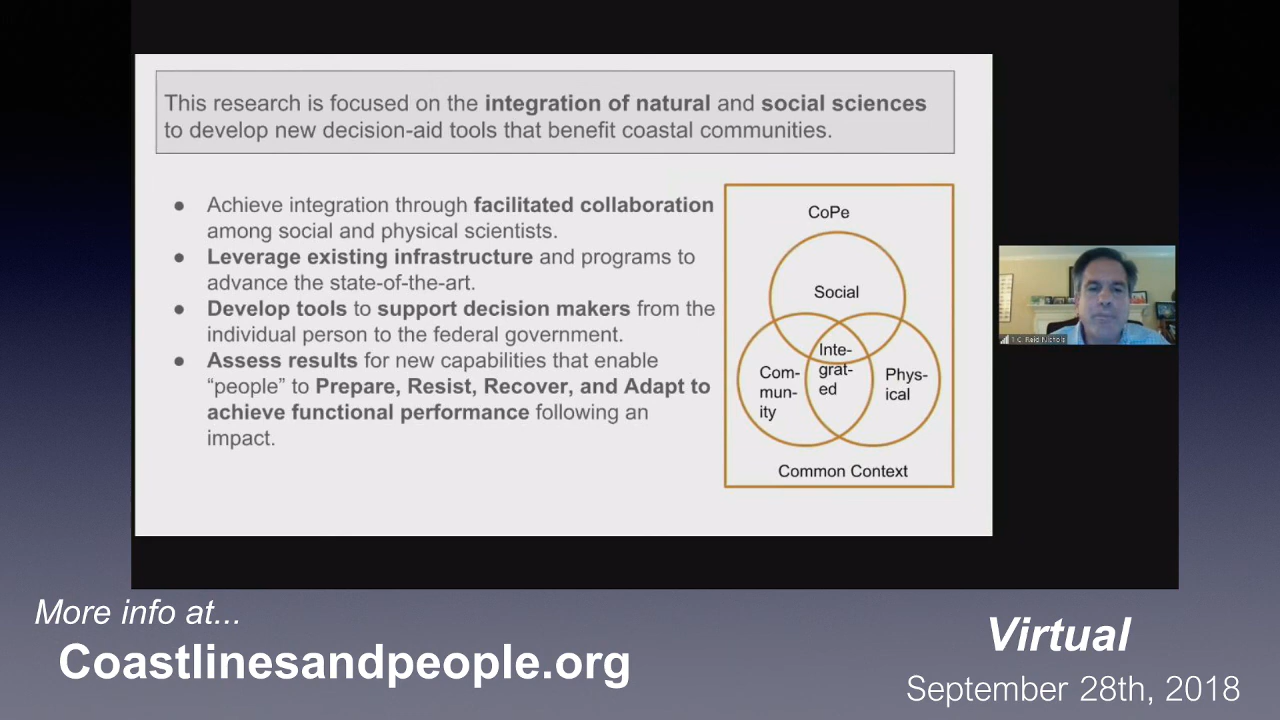 This research is focused on the integration of natural and social sciences
to develop new decision-aid tools that benefit coastal communities.
● Achieve integration through facilitated collaboration
among social and physical scientists.
● Leverage existing infrastructure and programs to
advance the state-of-the-art.
● Develop tools to support decision makers from the
individual person to the federal government.
● Assess results for new capabilities that enable
“people” to Prepare, Resist, Recover, and Adapt to
achieve functional performance following an
impact.
CoPe
Social
Inte-
grat-
ed
Com-
mun-
ity
Phys-
ical
Common Context
C. Reid Nichols
More info at...
Coastlinesandpeople.org
Virtual
September 28th, 2018